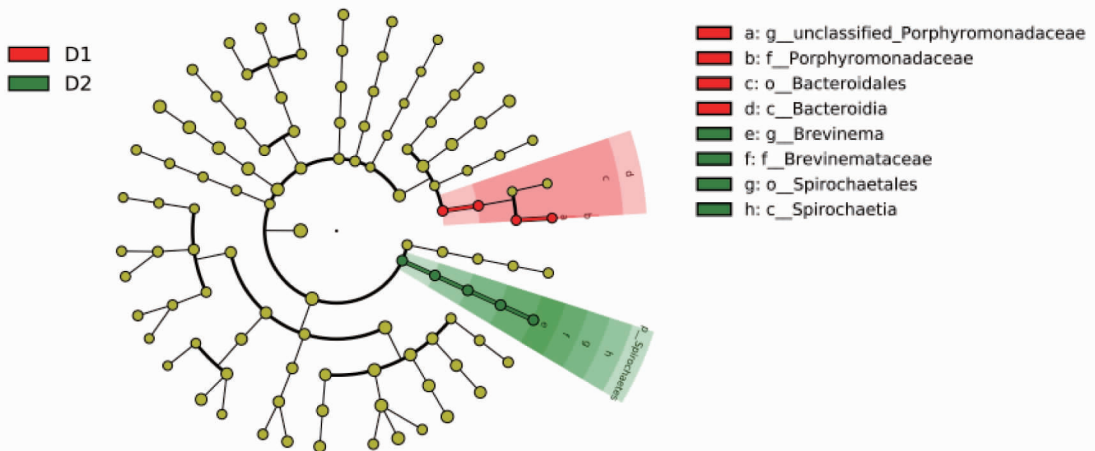 D1
D2
a: g__unclassified_Porphyromonadaceae
b: f__Porphyromonadaceae
c: o__Bacteroidales
d: c__Bacteroidia
e: g__Brevinema
f: f__Brevinemataceae
g: o__Spirochaetales
h: c__Spirochaetia
a
b
c
d
e
f
g
h
p__Spirochaetes